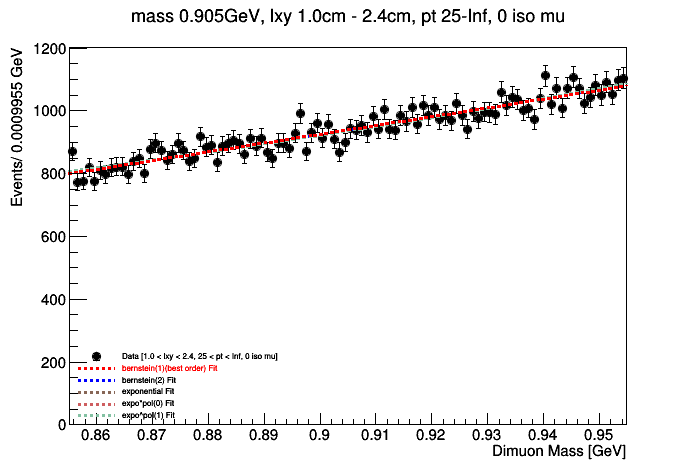 mass 0.905GeV, lxy 1.0cm - 2.4cm, pt 25-Inf, 0 iso mu
Events/ 0.0009955 GeV
1200
1000
800
600
400
200
0
Data [1.0 < lxy < 2.4, 25 < pt < Inf, 0 iso mu]
bernstein(1)(best order) Fit
bernstein(2) Fit
exponential Fit
expo*pol(0) Fit
expo*pol(1) Fit
0.86 0.87 0.88 0.89 0.9 0.91 0.92 0.93 0.94 0.95
Dimuon Mass [GeV]